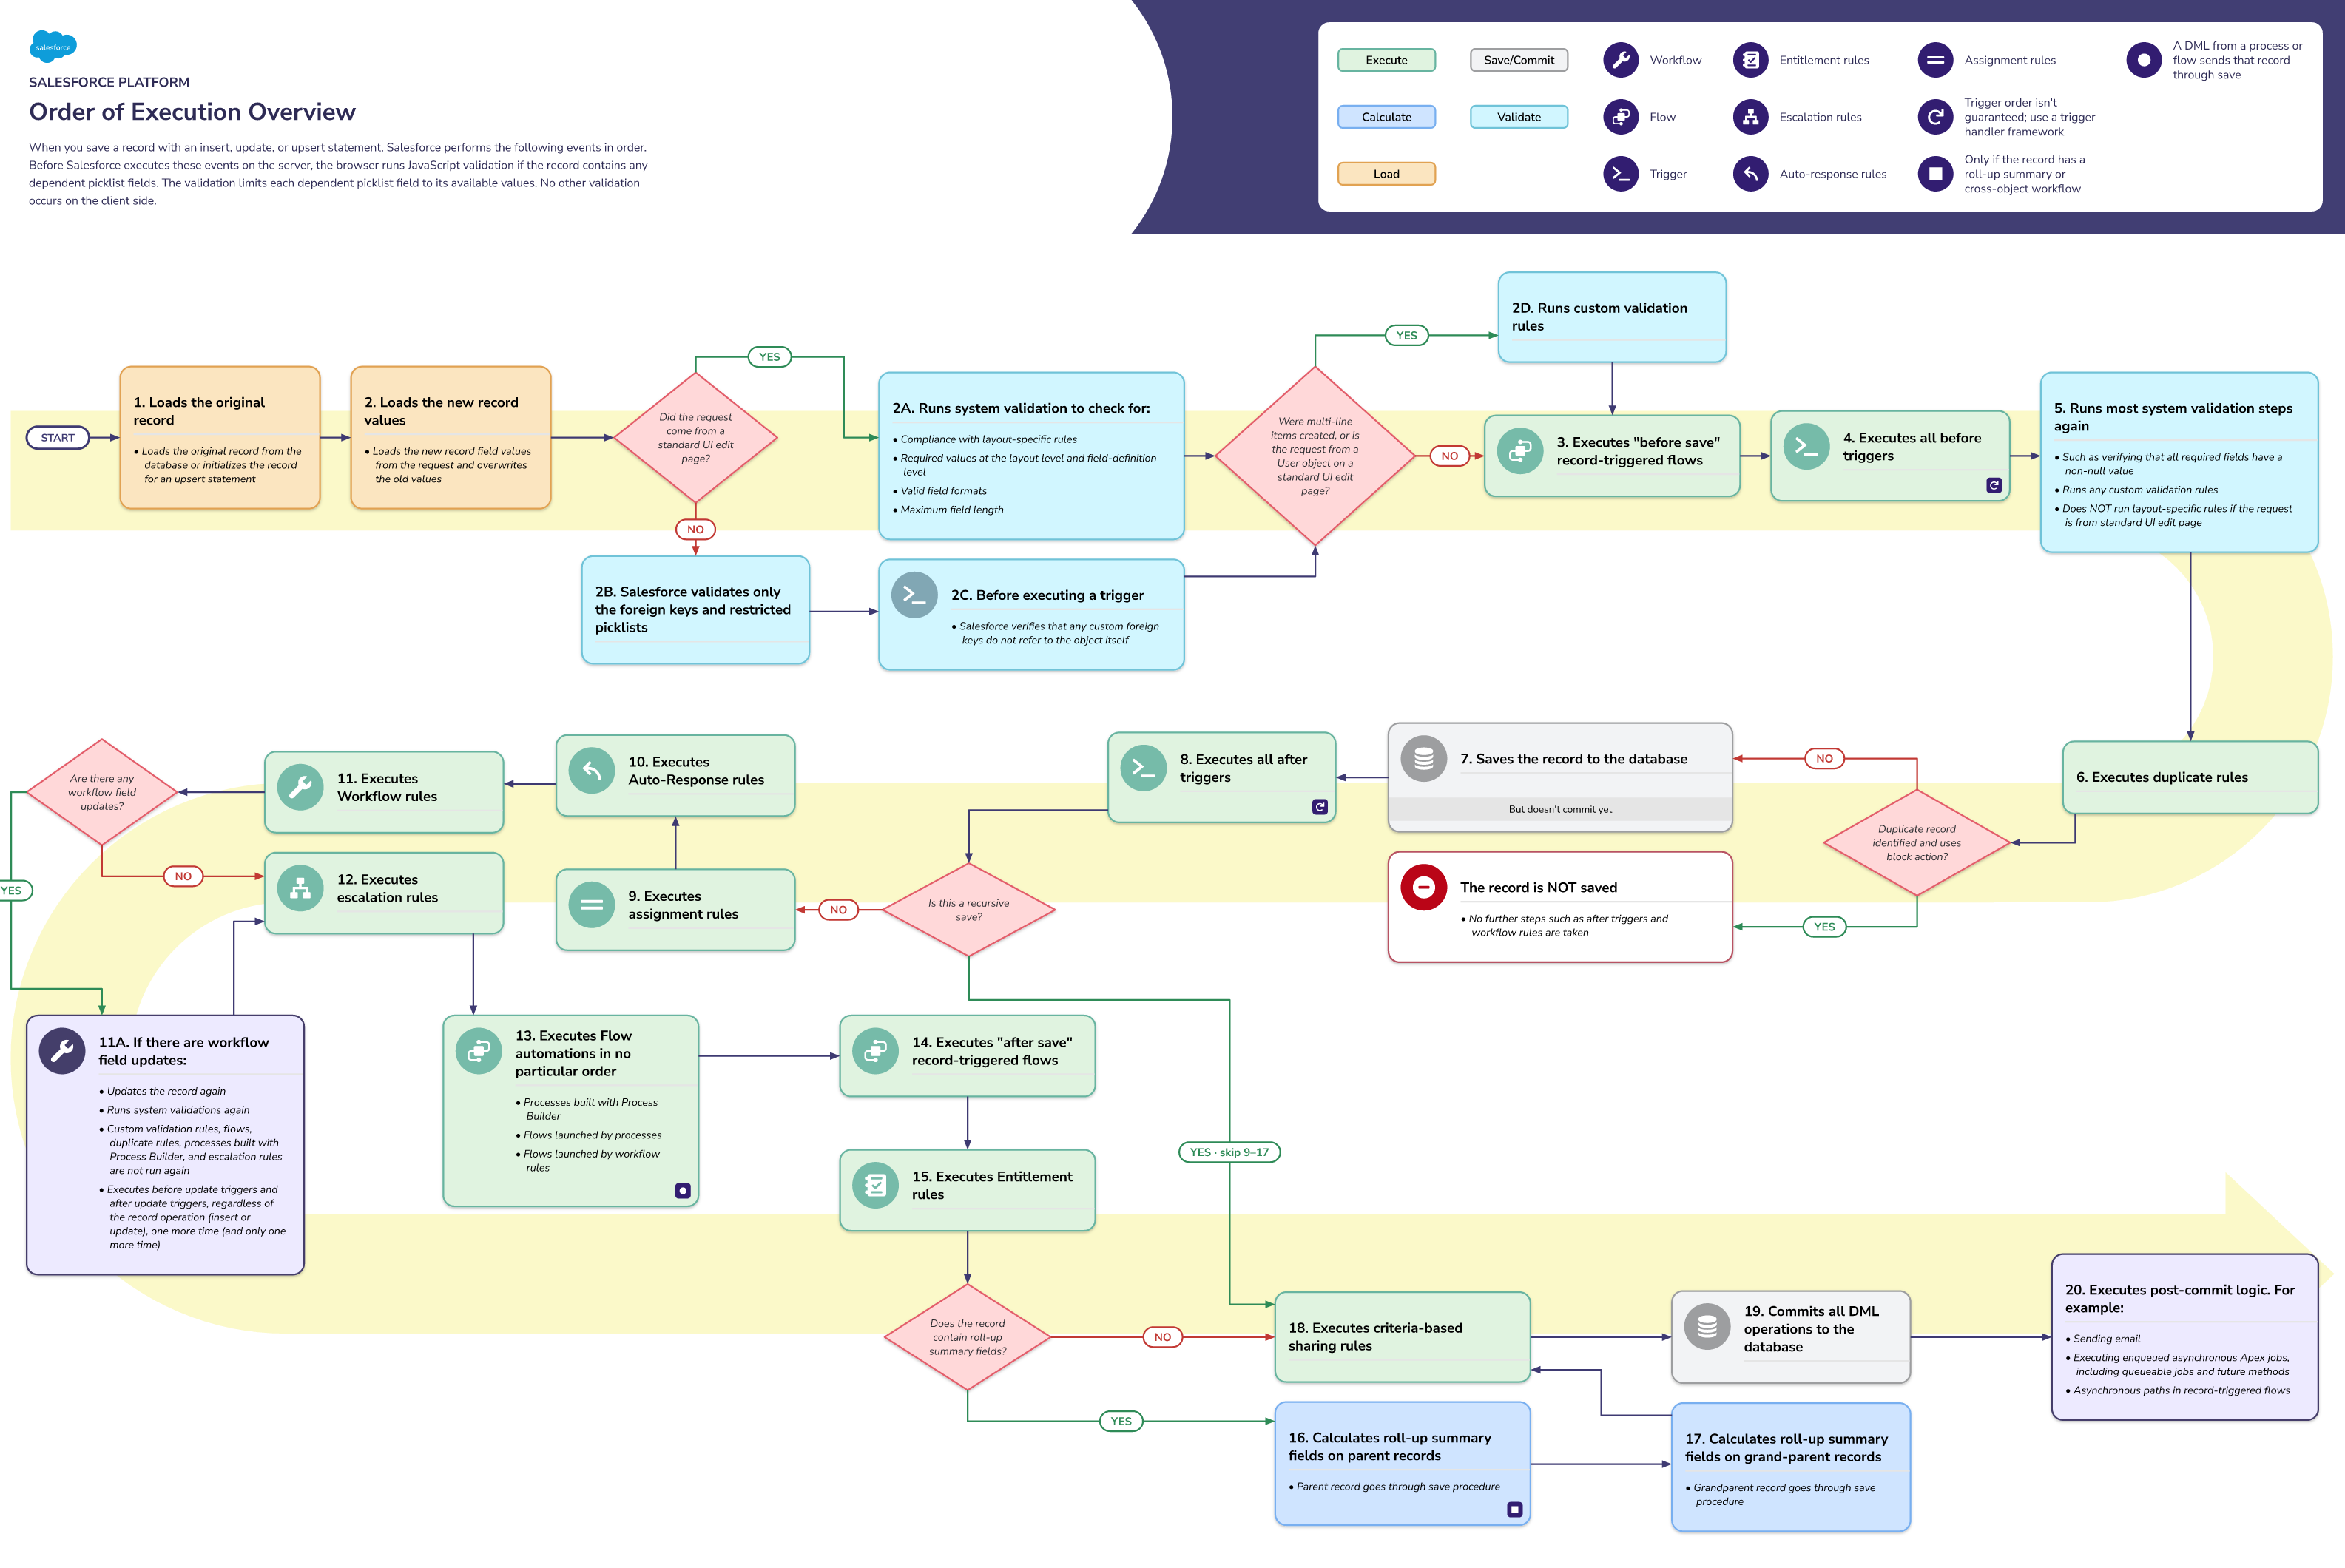 salesforce
SALESFORCE PLATFORM
Order of Execution Overview
When you save a record with an insert, update, or upsert statement, Salesforce performs the following events in order.
Before Salesforce executes these events on the server, the browser runs JavaScript validation if the record contains any
dependent picklist fields. The validation limits each dependent picklist field to its available values. No other validation
occurs on the client side.
Execute
Save/Commit
Workflow
Entitlement rules
Assignment rules
A DML from a process or
flow sends that record
through save
Calculate
Validate
Flow
Escalation rules
Trigger order isn't
guaranteed; use a trigger
handler framework
Load
Trigger
Auto-response rules
Only if the record has a
roll-up summary or
cross-object workflow
START
1. Loads the original
record
• Loads the original record from the
database or initializes the record
for an upsert statement
2. Loads the new record
values
• Loads the new record field values
from the request and overwrites
the old values
Did the request
come from a
standard UI edit
page?
YES
NO
2A. Runs system validation to check for:
• Compliance with layout-specific rules
• Required values at the layout level and field-definition
level
• Valid field formats
• Maximum field length
2B. Salesforce validates only
the foreign keys and restricted
picklists
2C. Before executing a trigger
• Salesforce verifies that any custom foreign
keys do not refer to the object itself
Were multi-line
items created, or is
the request from a
User object on a
standard UI edit
page?
YES
NO
2D. Runs custom validation
rules
3. Executes "before save"
record-triggered flows
4. Executes all before
triggers
5. Runs most system validation steps
again
• Such as verifying that all required fields have a
non-null value
• Runs any custom validation rules
• Does NOT run layout-specific rules if the request
is from standard UI edit page
6. Executes duplicate rules
Duplicate record
identified and uses
block action?
NO
YES
7. Saves the record to the database
But doesn't commit yet
The record is NOT saved
• No further steps such as after triggers and
workflow rules are taken
8. Executes all after
triggers
Is this a recursive
save?
NO
YES · skip 9–17
9. Executes
assignment rules
10. Executes
Auto-Response rules
11. Executes
Workflow rules
Are there any
workflow field
updates?
YES
NO
11A. If there are workflow
field updates:
• Updates the record again
• Runs system validations again
• Custom validation rules, flows,
duplicate rules, processes built with
Process Builder, and escalation rules
are not run again
• Executes before update triggers and
after update triggers, regardless of
the record operation (insert or
update), one more time (and only one
more time)
12. Executes
escalation rules
13. Executes Flow
automations in no
particular order
• Processes built with Process
Builder
• Flows launched by processes
• Flows launched by workflow
rules
14. Executes "after save"
record-triggered flows
15. Executes Entitlement
rules
Does the record
contain roll-up
summary fields?
NO
YES
16. Calculates roll-up summary
fields on parent records
• Parent record goes through save procedure
17. Calculates roll-up summary
fields on grand-parent records
• Grandparent record goes through save
procedure
18. Executes criteria-based
sharing rules
19. Commits all DML
operations to the
database
20. Executes post-commit logic. For
example:
• Sending email
• Executing enqueued asynchronous Apex jobs,
including queueable jobs and future methods
• Asynchronous paths in record-triggered flows